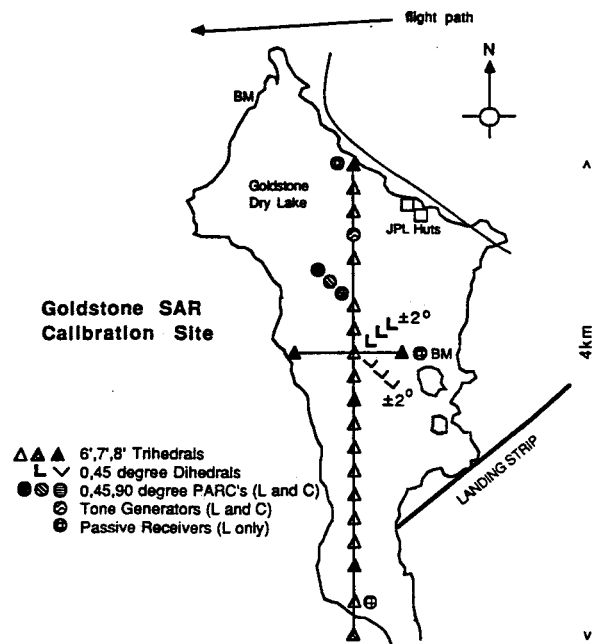 flight path
N
BM
Goldstone
Dry Lake
JPL Huts
Goldstone SAR
Calibration Site
±2°
BM
±2°
4km
LANDING STRIP
6',7',8' Trihedrals
0,45 degree Dihedrals
0,45,90 degree PARC's (L and C)
Tone Generators (L and C)
Passive Receivers (L only)